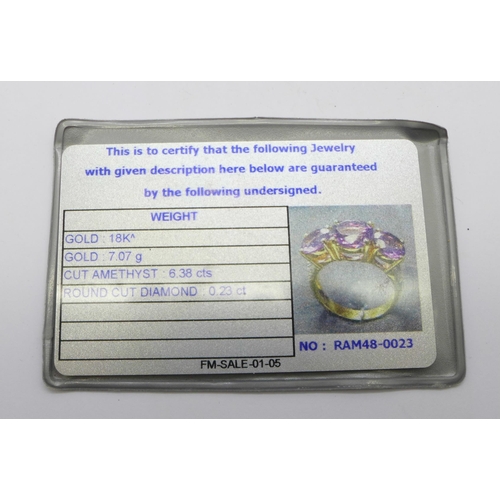 This is to certify that the following Jewelry
with given description here below are guaranteed
by the following undersigned.
WEIGHT
GOLD : 18K^
GOLD : 7.07 g
CUT AMETHYST : 6.38 cts
ROUND CUT DIAMOND : 0.23 ct
FM-SALE-01-05
NO : RAM48-0023